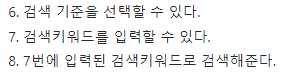 6. 검색 기준을 선택할 수 있다.
7. 검색키워드를 입력할 수 있다.
8. 7번에 입력된 검색키워드로 검색해준다.